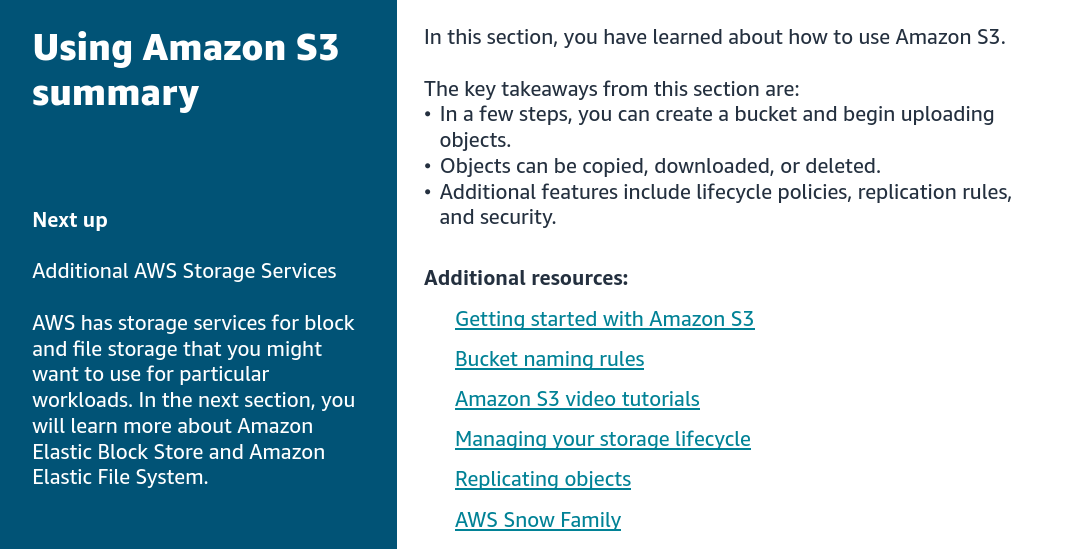 Using Amazon S3
summary
Next up
Additional AWS Storage Services
AWS has storage services for block
and file storage that you might
want to use for particular
workloads. In the next section, you
will learn more about Amazon
Elastic Block Store and Amazon
Elastic File System.
In this section, you have learned about how to use Amazon S3.
The key takeaways from this section are:
• In a few steps, you can create a bucket and begin uploading
objects.
• Objects can be copied, downloaded, or deleted.
• Additional features include lifecycle policies, replication rules,
and security.
Additional resources:
Getting started with Amazon S3
Bucket naming rules
Amazon S3 video tutorials
Managing your storage lifecycle
Replicating objects
AWS Snow Family